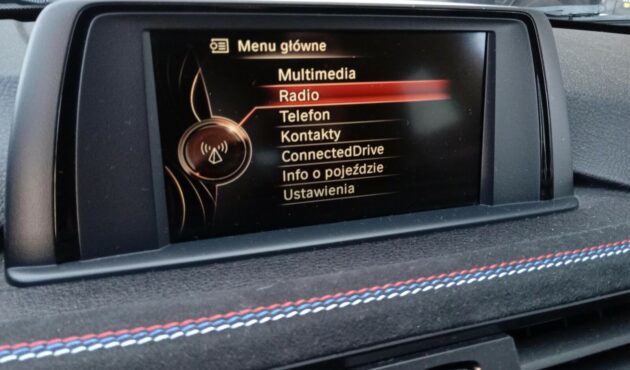 Menu główne
Multimedia
Radio
Telefon
Kontakty
ConnectedDrive
Info o pojeździe
Ustawienia